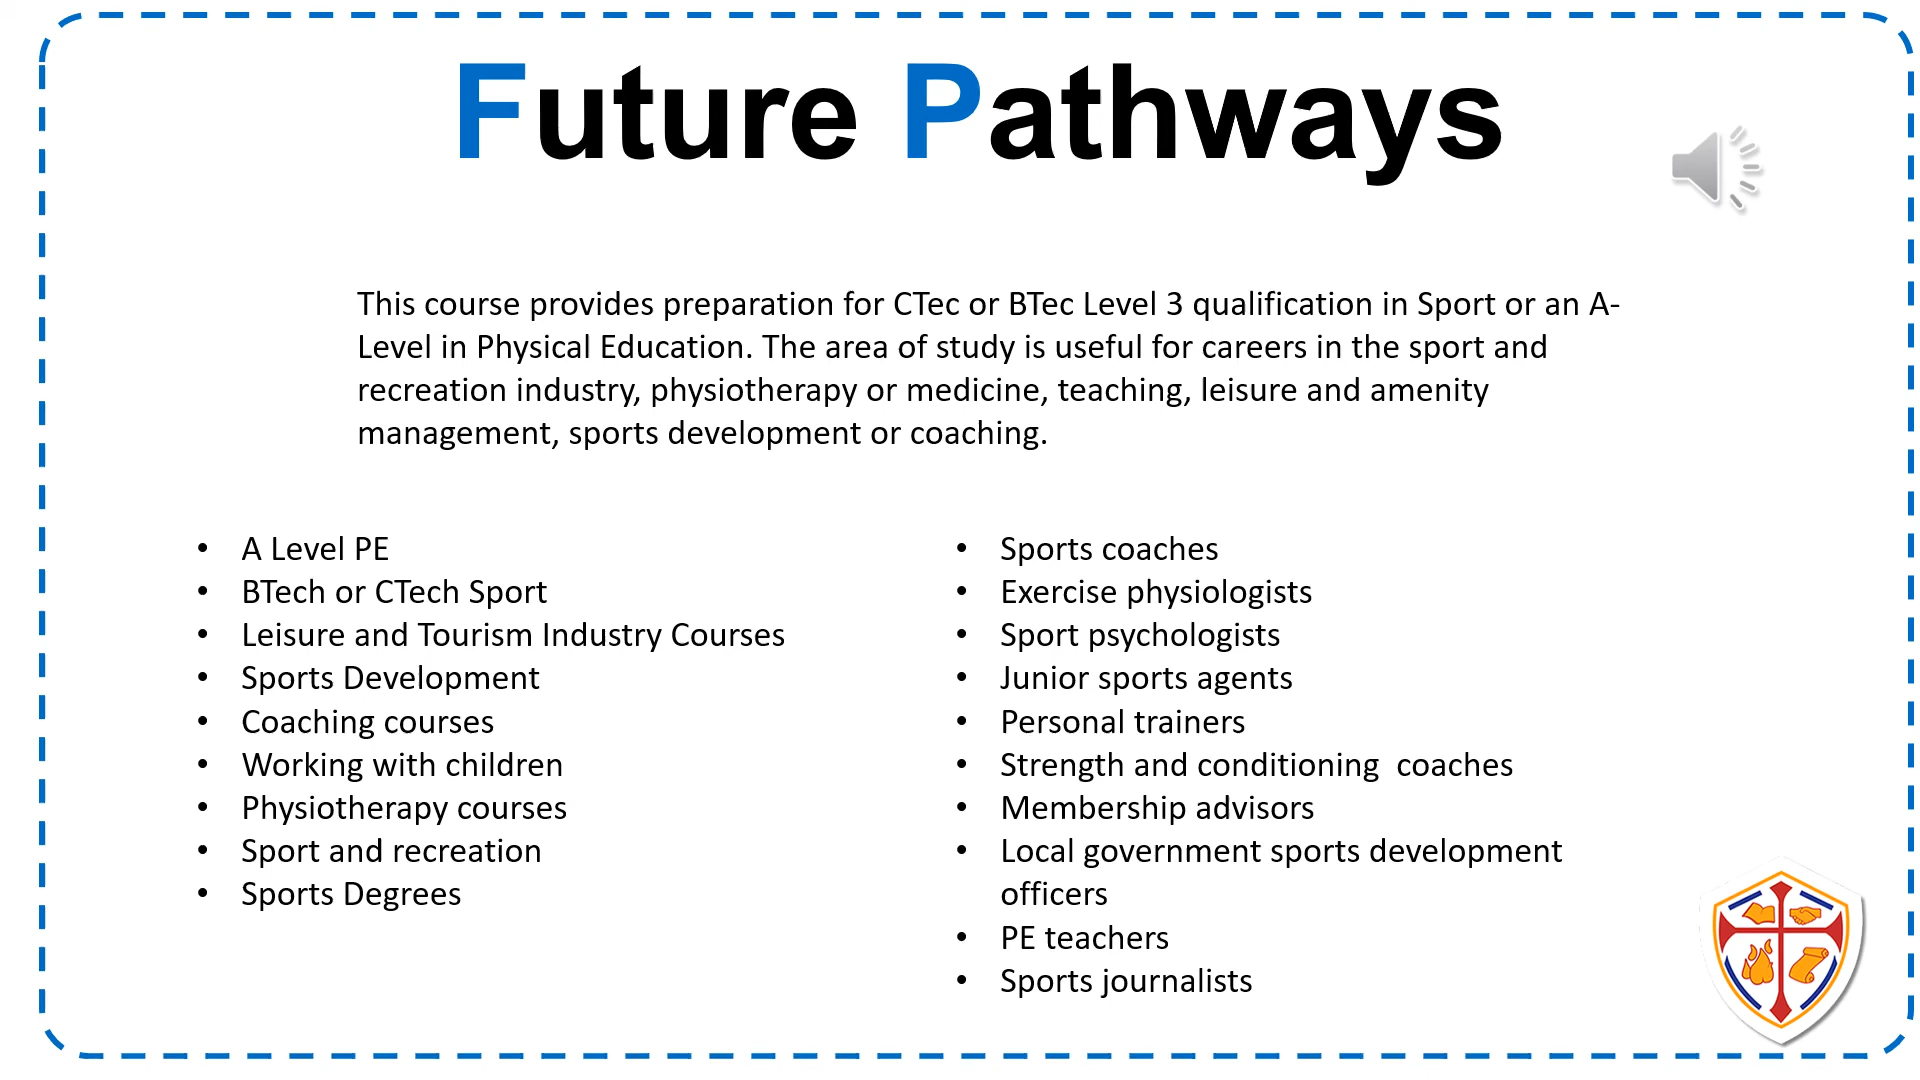 Future Pathways
This course provides preparation for CTec or BTec Level 3 qualification in Sport or an A-
Level in Physical Education. The area of study is useful for careers in the sport and
recreation industry, physiotherapy or medicine, teaching, leisure and amenity
management, sports development or coaching.
• A Level PE
• BTech or CTech Sport
• Leisure and Tourism Industry Courses
• Sports Development
• Coaching courses
• Working with children
• Physiotherapy courses
• Sport and recreation
• Sports Degrees
• Sports coaches
• Exercise physiologists
• Sport psychologists
• Junior sports agents
• Personal trainers
• Strength and conditioning  coaches
• Membership advisors
• Local government sports development
officers
• PE teachers
• Sports journalists